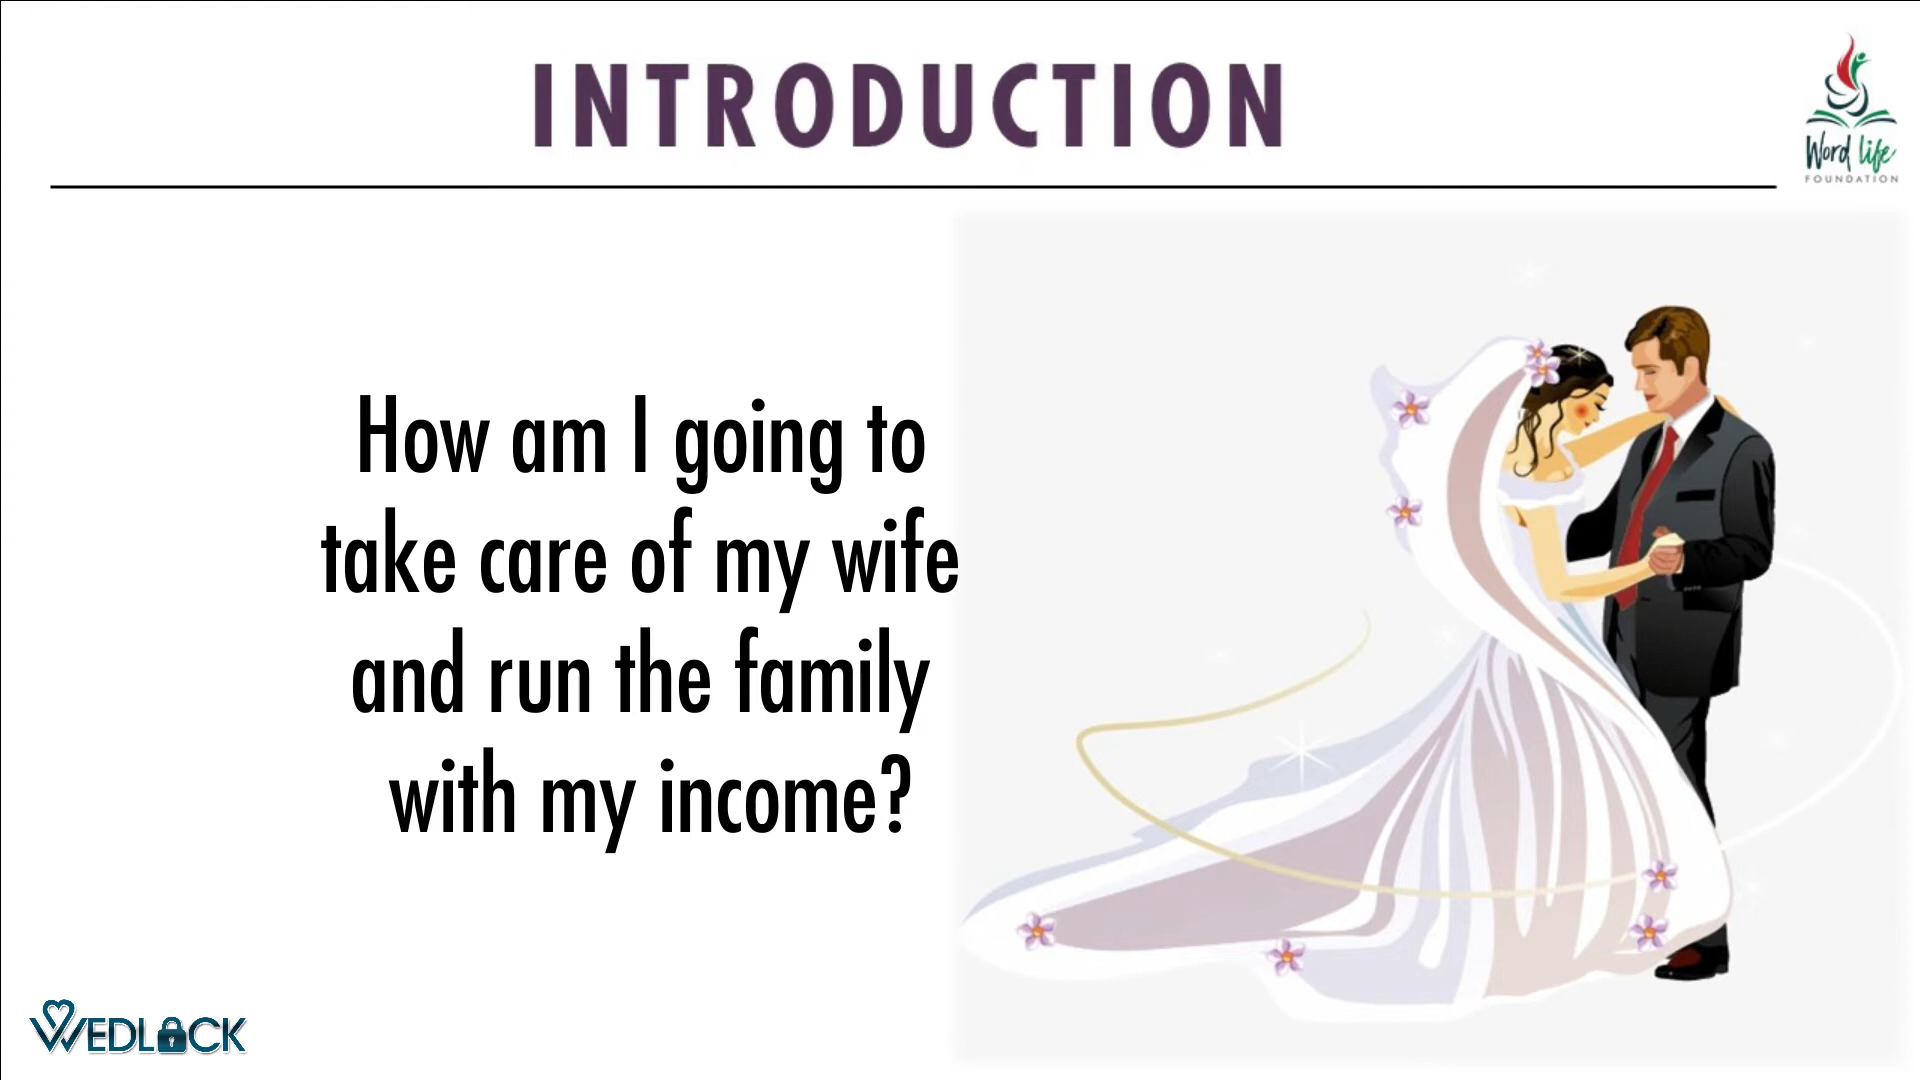 INTRODUCTION
Word life
FOUNDATION
How am I going to
take care of my wife
and run the family
with my income?
WEDLOCK